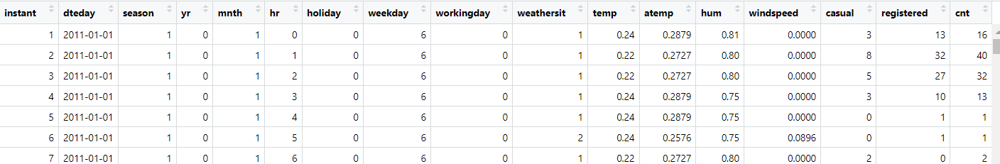 instant dteday season yr mnth hr holiday weekday workingday weathersit temp atemp hum windspeed casual registered cnt
1 2011-01-01 1 0 1 0 0 6 0 1 0.24 0.2879 0.81 0.0000 3 13 16
2 2011-01-01 1 0 1 1 0 6 0 1 0.22 0.2727 0.80 0.0000 8 32 40
3 2011-01-01 1 0 1 2 0 6 0 1 0.22 0.2727 0.80 0.0000 5 27 32
4 2011-01-01 1 0 1 3 0 6 0 1 0.24 0.2879 0.75 0.0000 3 10 13
5 2011-01-01 1 0 1 4 0 6 0 1 0.24 0.2879 0.75 0.0000 0 1 1
6 2011-01-01 1 0 1 5 0 6 0 2 0.24 0.2576 0.75 0.0896 0 1 1
7 2011-01-01 1 0 1 6 0 6 0 1 0.22 0.2727 0.80 0.0000 2 0 2